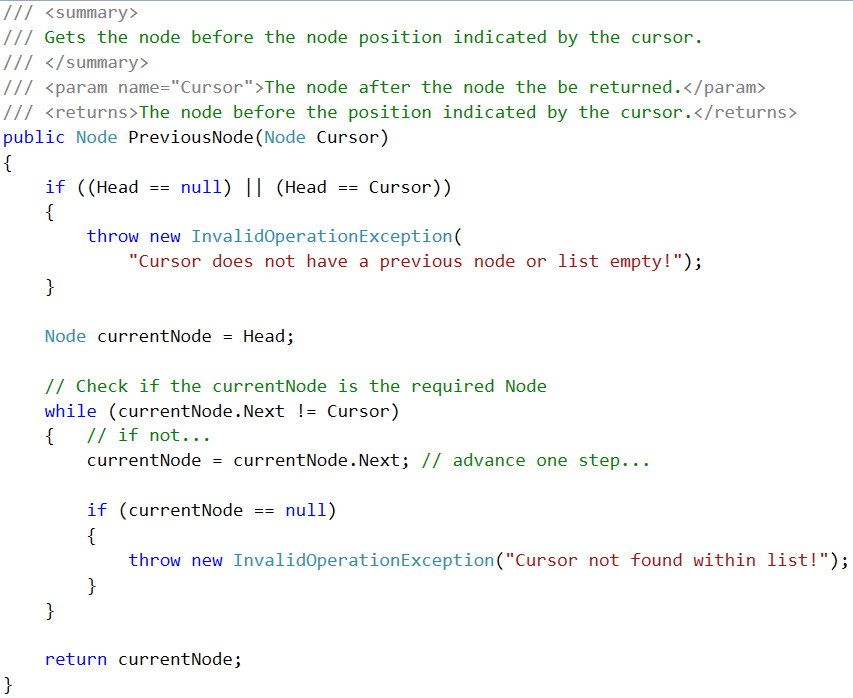 /// <summary>
/// Gets the node before the node position indicated by the cursor.
/// </summary>
/// <param name="Cursor">The node after the node the be returned.</param>
/// <returns>The node before the position indicated by the cursor.</returns>
public Node PreviousNode(Node Cursor)
{
    if ((Head == null) || (Head == Cursor))
    {
        throw new InvalidOperationException(
            "Cursor does not have a previous node or list empty!");
    }

    Node currentNode = Head;

    // Check if the currentNode is the required Node
    while (currentNode.Next != Cursor)
    {   // if not...
        currentNode = currentNode.Next; // advance one step...

        if (currentNode == null)
        {
            throw new InvalidOperationException("Cursor not found within list!");
        }
    }

    return currentNode;
}